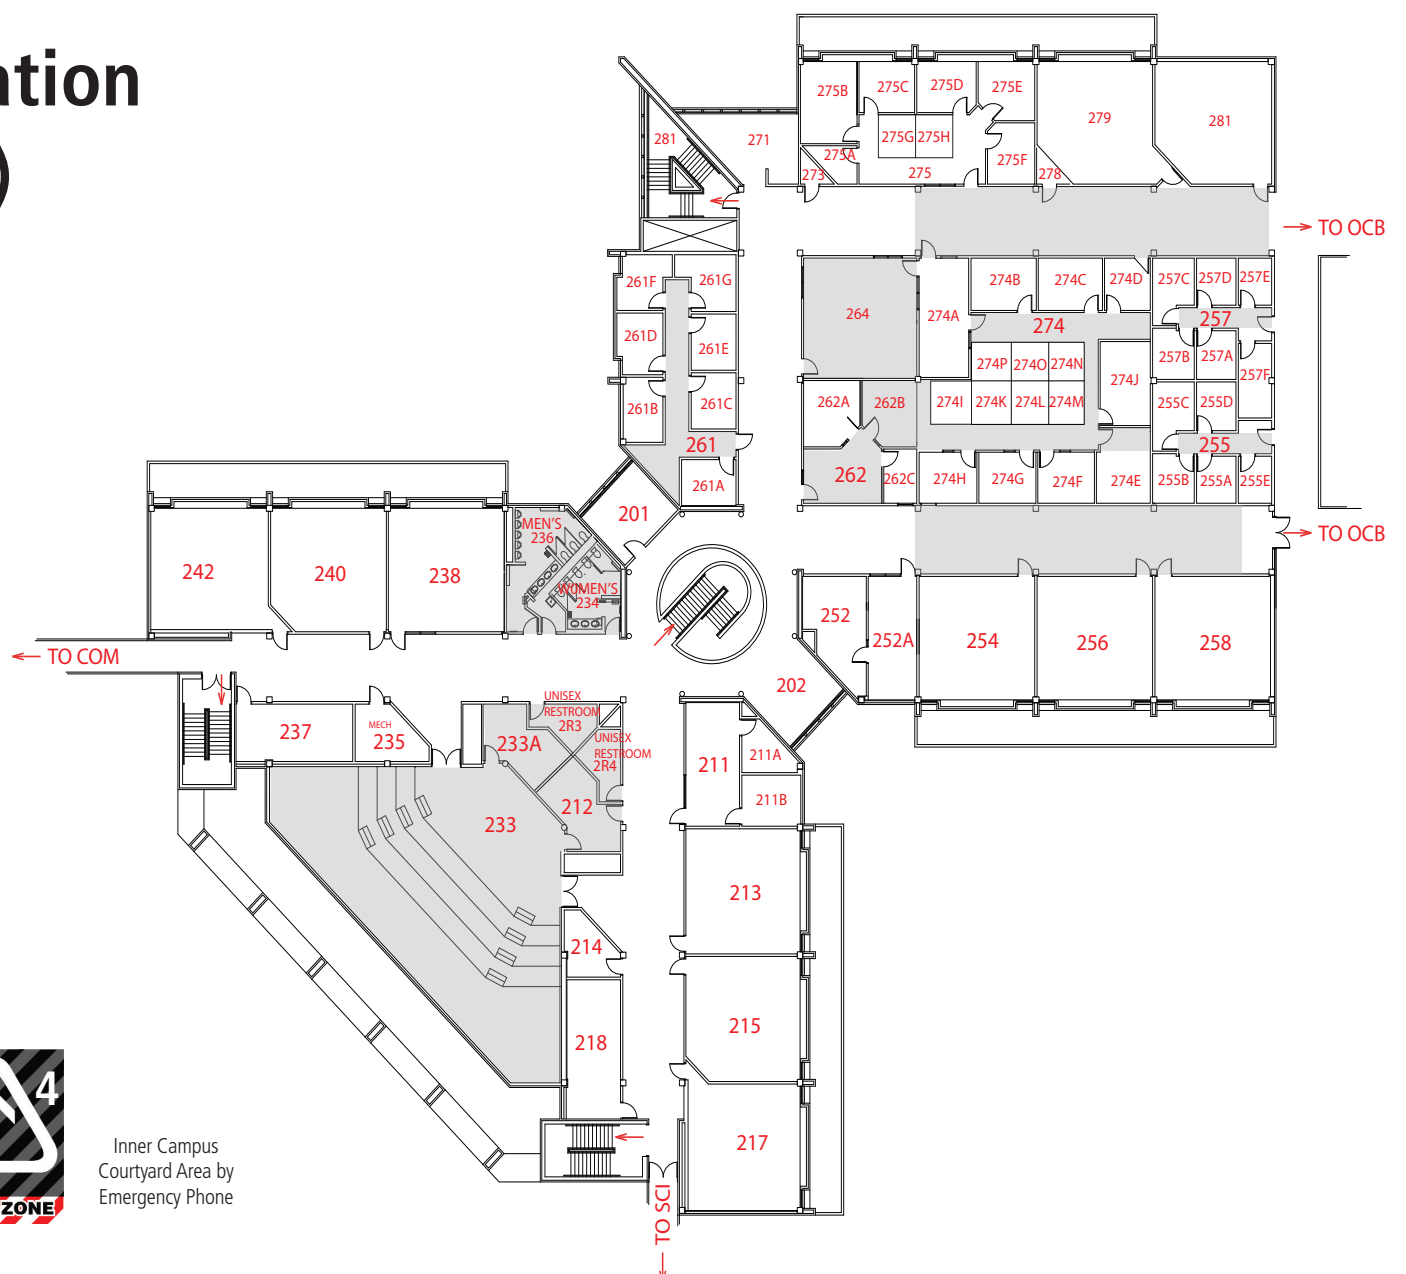 ation
275B
275C
275D
275E
279
281
281
271
275G
275H
275A
273
275
275F
278
TO OCB
261F
261G
264
274A
274B
274C
274D
257C
257D
257E
274
257
261D
261E
274P
274O
274N
274J
257B
257A
257F
261B
261C
262A
262B
274I
274K
274L
274M
255C
255D
261
255
261A
262
262C
274H
274G
274F
274E
255B
255A
255E
201
MEN'S
236
TO OCB
242
240
238
WOMEN'S
234
252
252A
254
256
258
TO COM
202
UNISEX
RESTROOM
2R3
237
MECH
235
233A
UNISEX
RESTROOM
2R4
211
211A
211B
212
233
213
214
215
218
217
4
ZONE
Inner Campus
Courtyard Area by
Emergency Phone
TO SCI